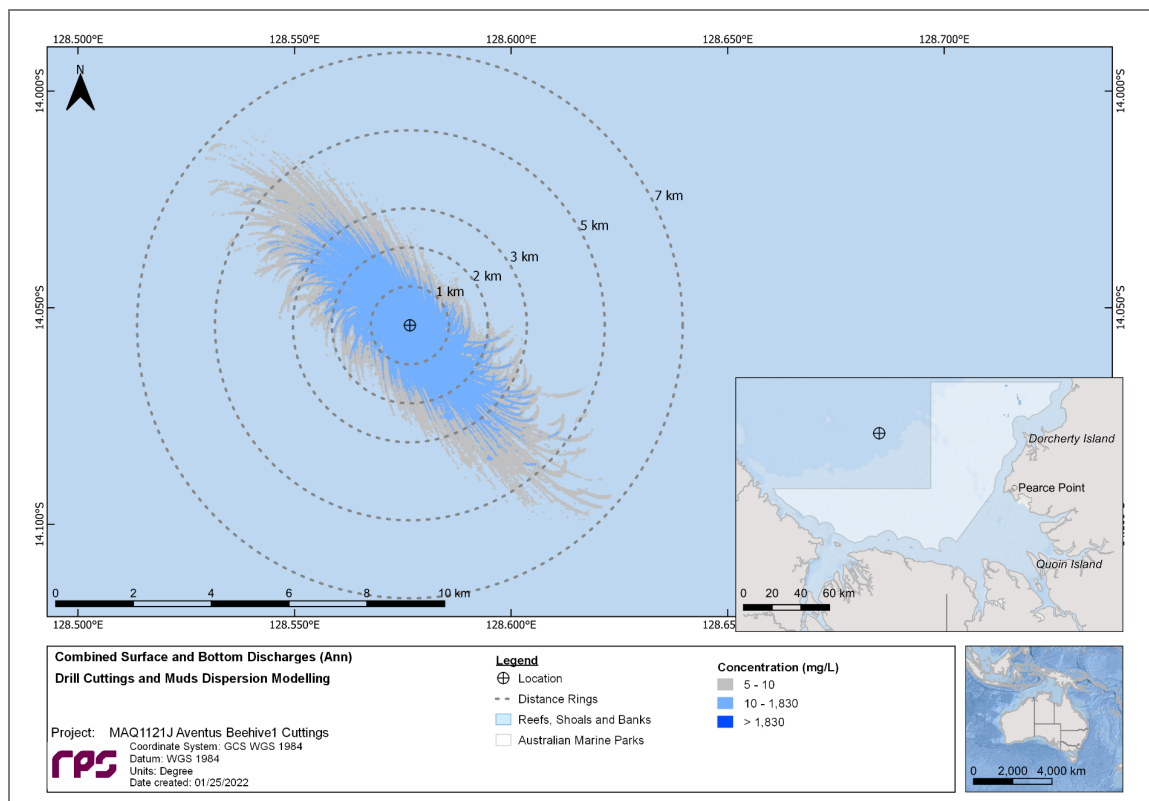 128.500°E 128.550°E 128.600°E 128.650°E 128.700°E
N
14.000°S 14.000°S
7 km
5 km
3 km
2 km
1 km
14.050°S 14.050°S
14.100°S
0 2 4 6 8 10 km
128.500°E 128.550°E 128.600°E
Dorcherty Island
Pearce Point
Quoin Island
0 20 40 60 km
Combined Surface and Bottom Discharges (Ann)
Drill Cuttings and Muds Dispersion Modelling
Project: MAQ1121J Aventus Beehive1 Cuttings
rps
Coordinate System: GCS WGS 1984
Datum: WGS 1984
Units: Degree
Date created: 01/25/2022
Legend
Location
Distance Rings
Reefs, Shoals and Banks
Australian Marine Parks
Concentration (mg/L)
5 - 10
10 - 1,830
> 1,830
0 2,000 4,000 km